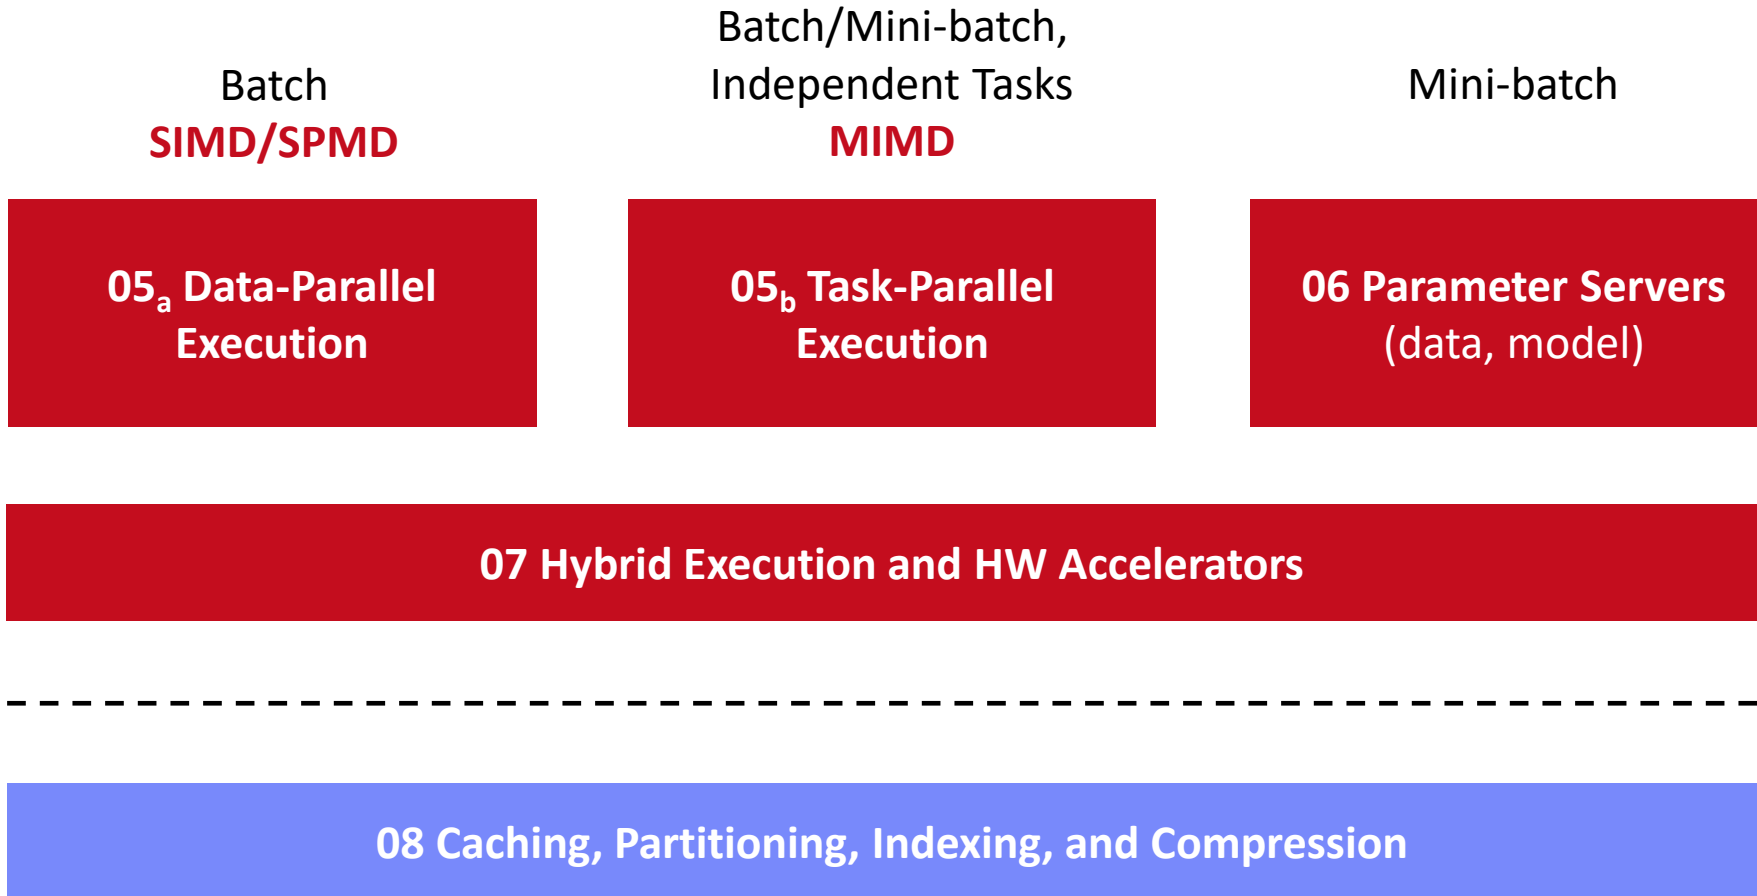 Batch
SIMD/SPMD
Batch/Mini-batch,
Independent Tasks
MIMD
Mini-batch
05a Data-Parallel
Execution
05b Task-Parallel
Execution
06 Parameter Servers
(data, model)
07 Hybrid Execution and HW Accelerators
08 Caching, Partitioning, Indexing, and Compression